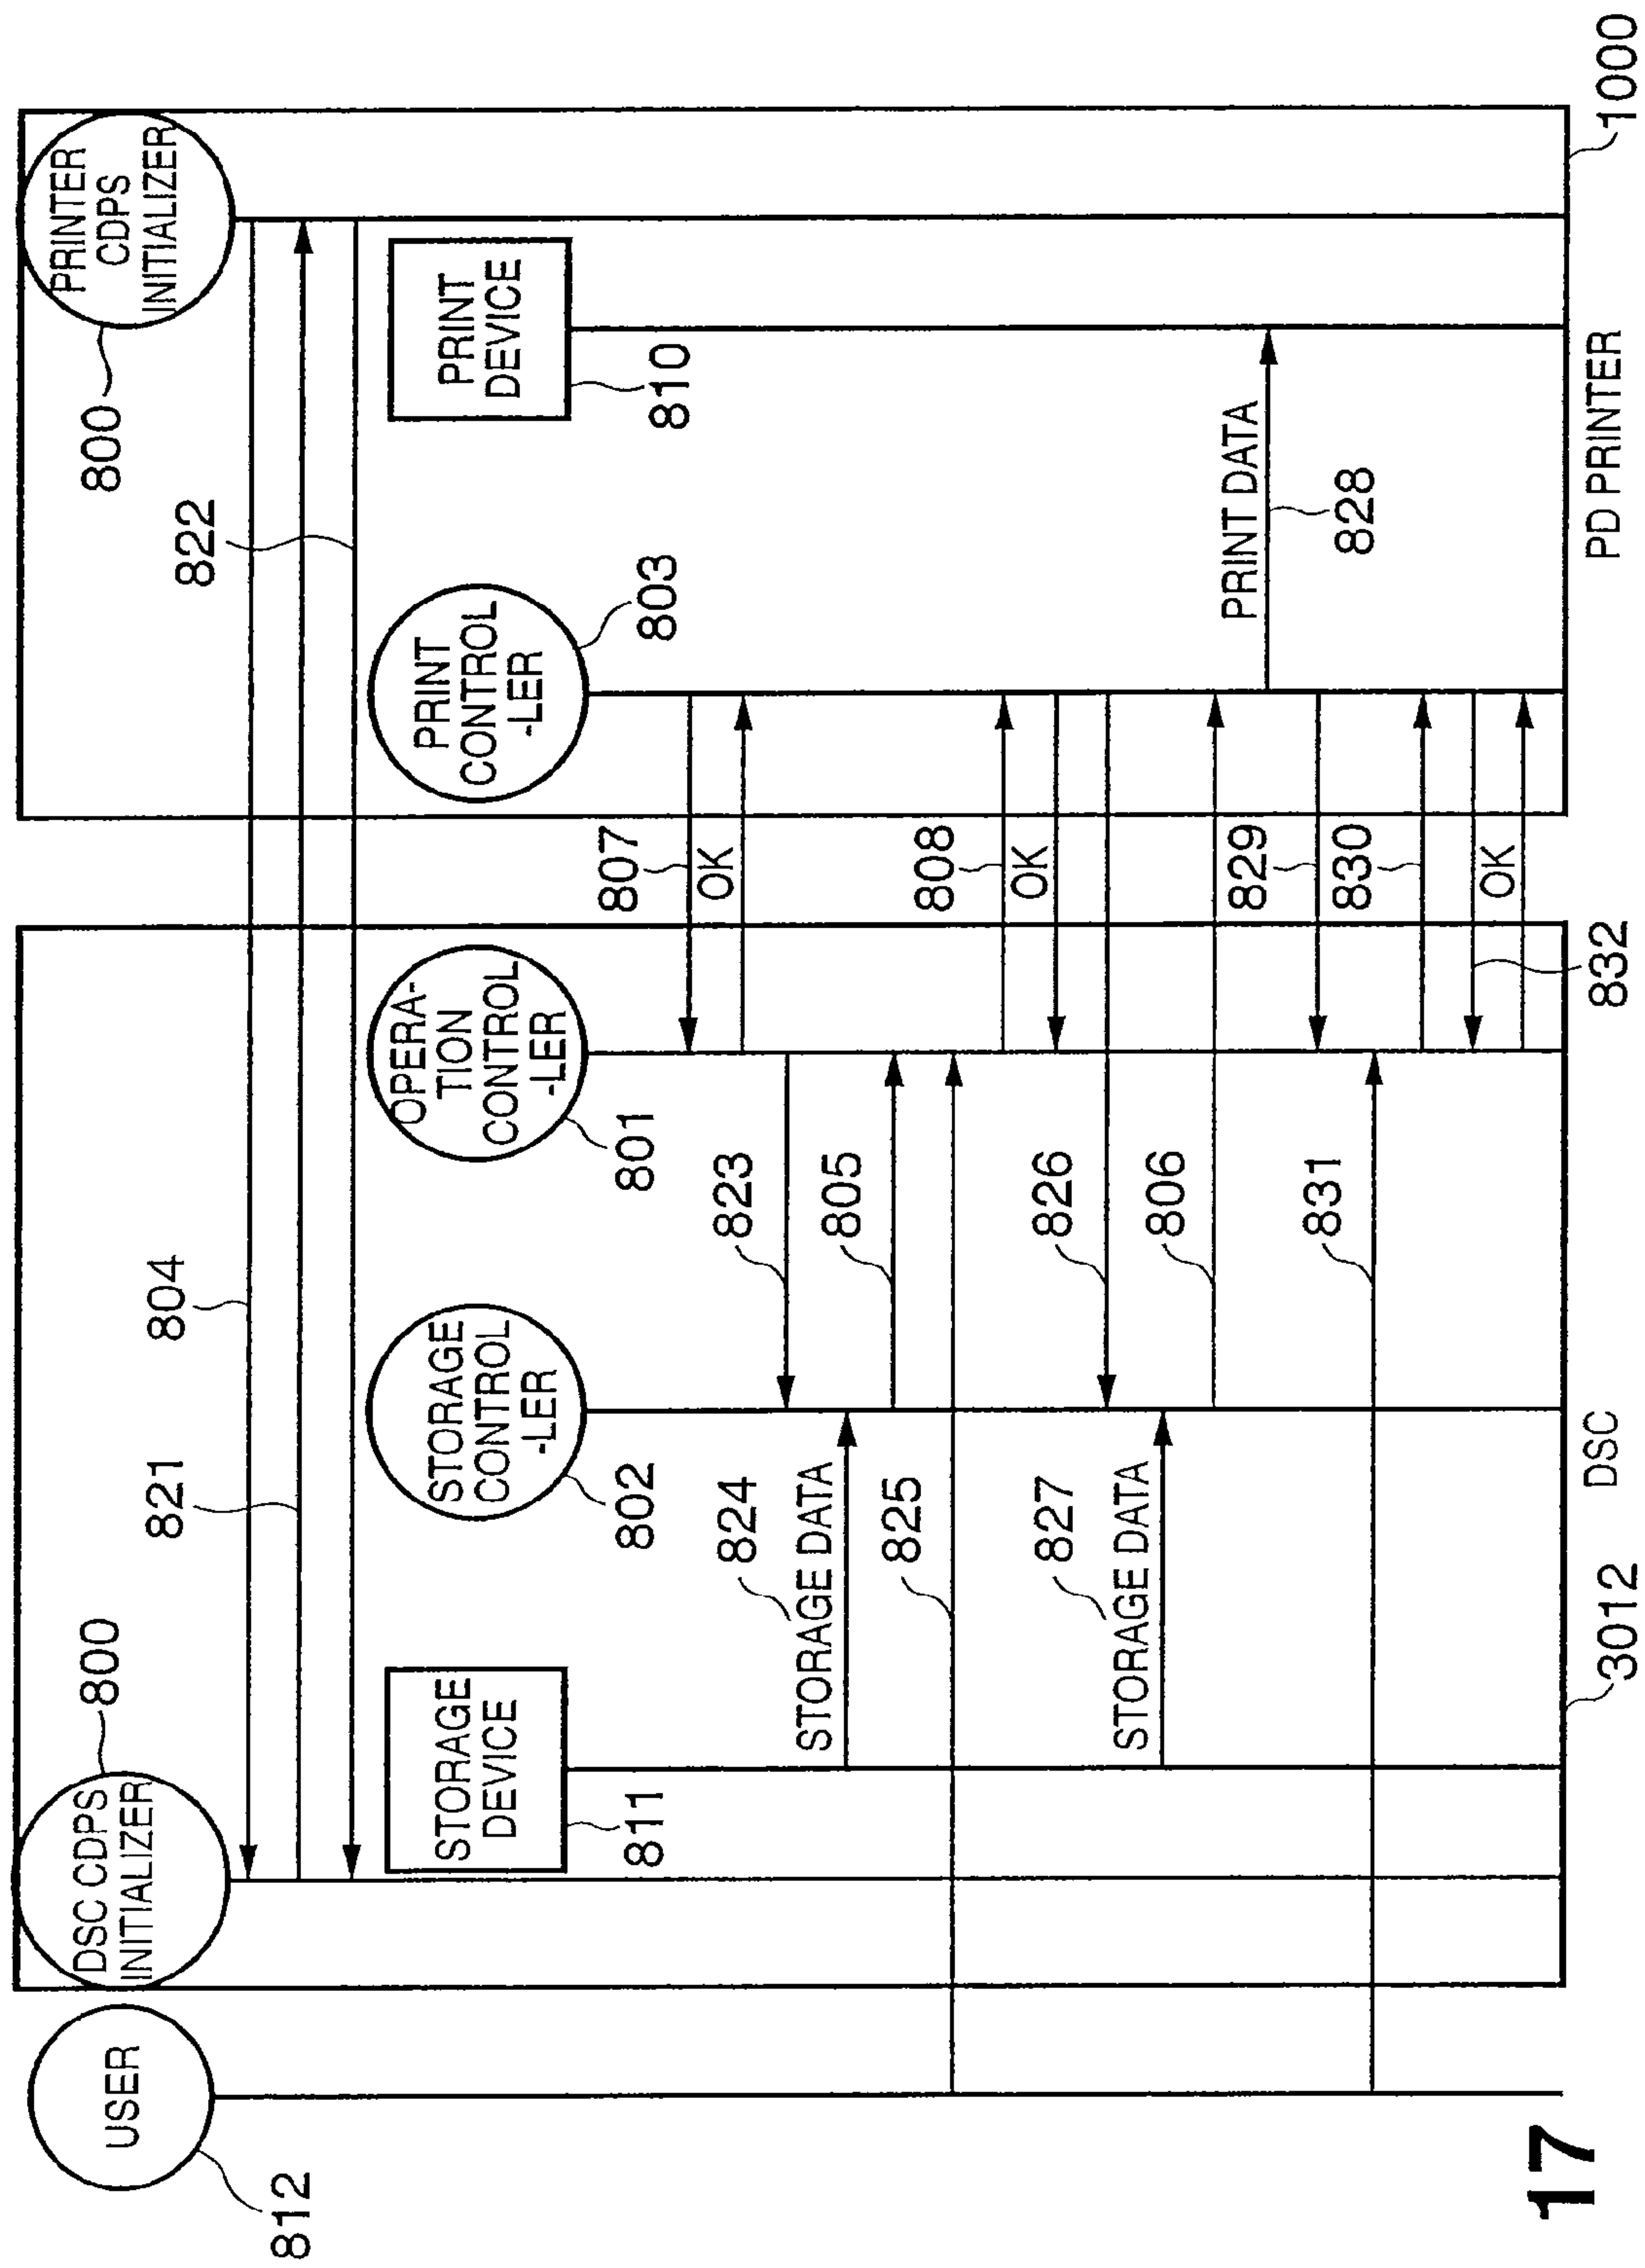 USER
812
DSC CDPS
INITIALIZER
800
PRINTER
CDPS
INITIALIZER
800
804
821
822
STORAGE
DEVICE
811
STORAGE
CONTROL
-LER
802
OPERA-
TION
CONTROL
-LER
801
PRINT
CONTROL
-LER
803
PRINT
DEVICE
810
807
OK
823
824
STORAGE DATA
805
825
808
OK
826
827
STORAGE DATA
806
PRINT DATA
828
829
831
830
832
OK
DSC
3012
PD PRINTER
1000
17